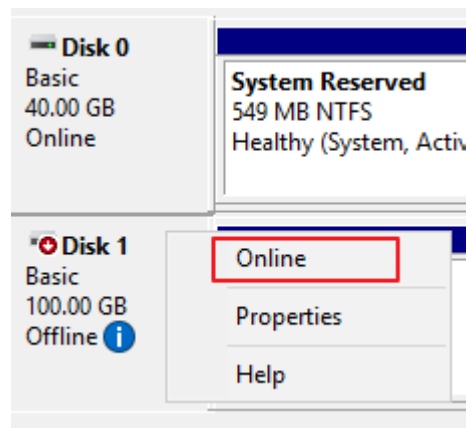 Disk 0
Basic
40.00 GB
Online
System Reserved
549 MB NTFS
Healthy (System, Activ
Disk 1
Basic
100.00 GB
Offline
Online
Properties
Help